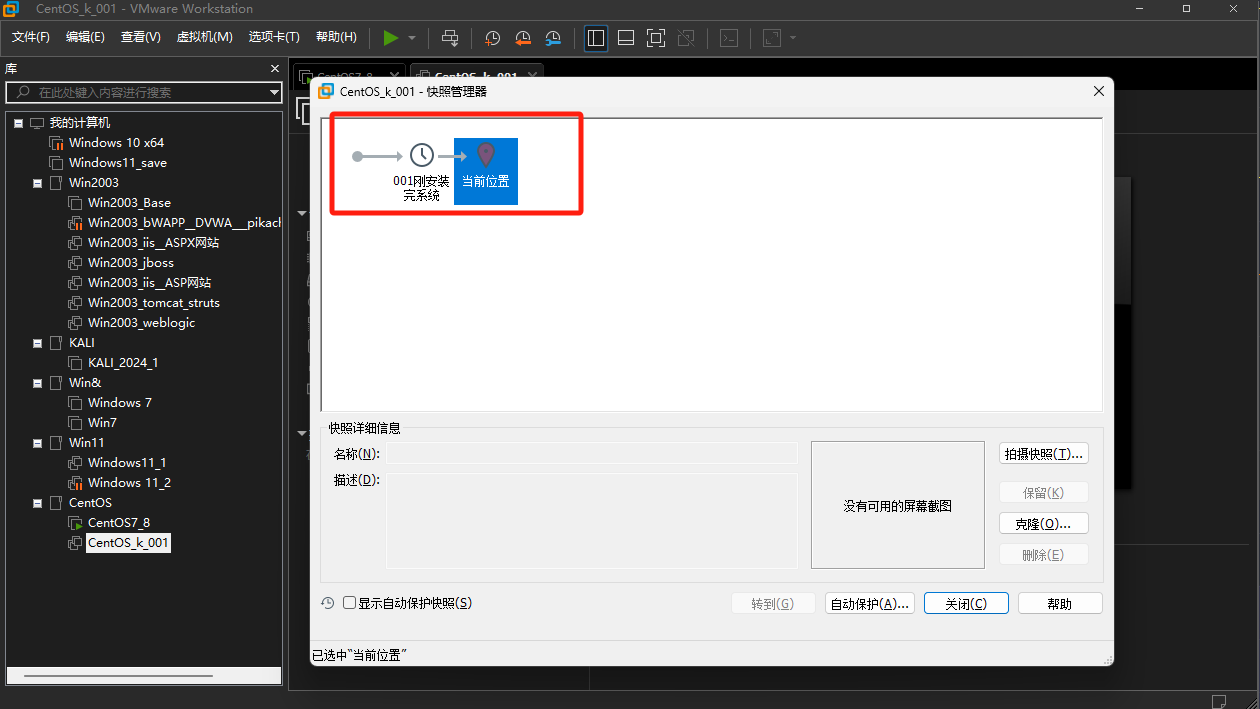 CentOS_k_001 - VMware Workstation
文件(F) 编辑(E) 查看(V) 虚拟机(M) 选项卡(T) 帮助(H)
库
在此处键入内容进行搜索
我的计算机
Windows 10 x64
Windows11_save
Win2003
Win2003_Base
Win2003_bWAPP__DVWA___pikach
Win2003_iis__ASPX网站
Win2003_jboss
Win2003_iis__ASP网站
Win2003_tomcat_struts
Win2003_weblogic
KALI
KALI_2024_1
Win&
Windows 7
Win7
Win11
Windows11_1
Windows 11_2
CentOS
CentOS7_8
CentOS_k_001
CentOS7_8 CentOS_k_001
CentOS_k_001 - 快照管理器
001刚安装
完系统
当前位置
快照详细信息
名称(N):
描述(D):
没有可用的屏幕截图
拍摄快照(T)...
保留(K)
克隆(O)...
删除(E)
显示自动保护快照(S)
转到(G) 自动保护(A)... 关闭(C) 帮助
已选中"当前位置"